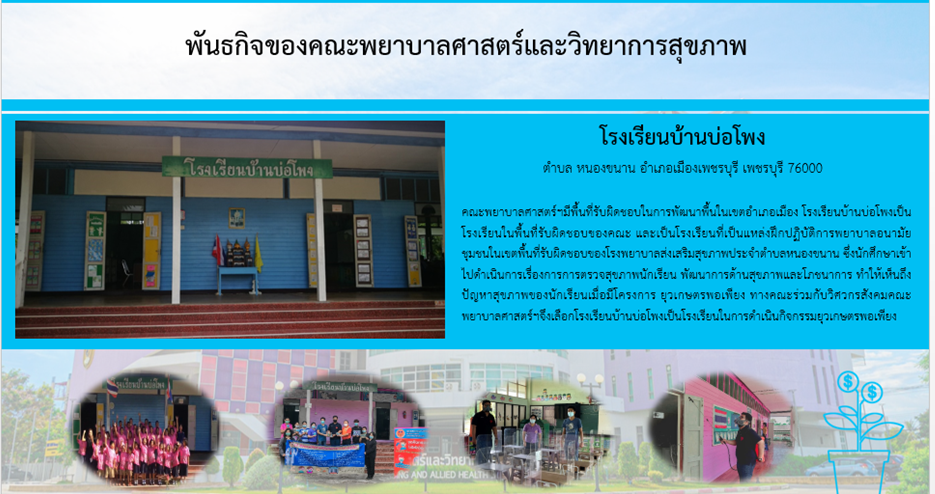 พันธกิจของคณะพยาบาลศาสตร์และวิทยาการสุขภาพ
โรงเรียนบ้านบ่อโพง
โรงเรียนบ้านบ่อโพง
ตำบล หนองขนาน อำเภอเมืองเพชรบุรี เพชรบุรี 76000
คณะพยาบาลศาสตร์ฯมีพื้นที่รับผิดชอบในการพัฒนาพื้นในเขตอำเภอเมือง โรงเรียนบ้านบ่อโพงเป็น
โรงเรียนในพื้นที่รับผิดชอบของคณะ และเป็นโรงเรียนที่เป็นแหล่งฝึกปฏิบัติการพยาบาลอนามัย
ชุมชนในเขตพื้นที่รับผิดชอบของโรงพยาบาลส่งเสริมสุขภาพประจำตำบลหนองขนาน ซึ่งนักศึกษาเข้า
ไปดำเนินการเรื่องการการตรวจสุขภาพนักเรียน พัฒนาการด้านสุขภาพและโภชนาการ ทำให้เห็นถึง
ปัญหาสุขภาพของนักเรียนเมื่อมีโครงการ ยุวเกษตรพอเพียง ทางคณะร่วมกับวิศวกรสังคมคณะ
พยาบาลศาสตร์ฯจึงเลือกโรงเรียนบ้านบ่อโพงเป็นโรงเรียนในการดำเนินกิจกรรมยุวเกษตรพอเพียง
โรงเรียนบ้านบ่อโพง
โรงเรียนบ้านบ่อโพง
ตร์และวิทยา
NG AND ALLIED HEALTH